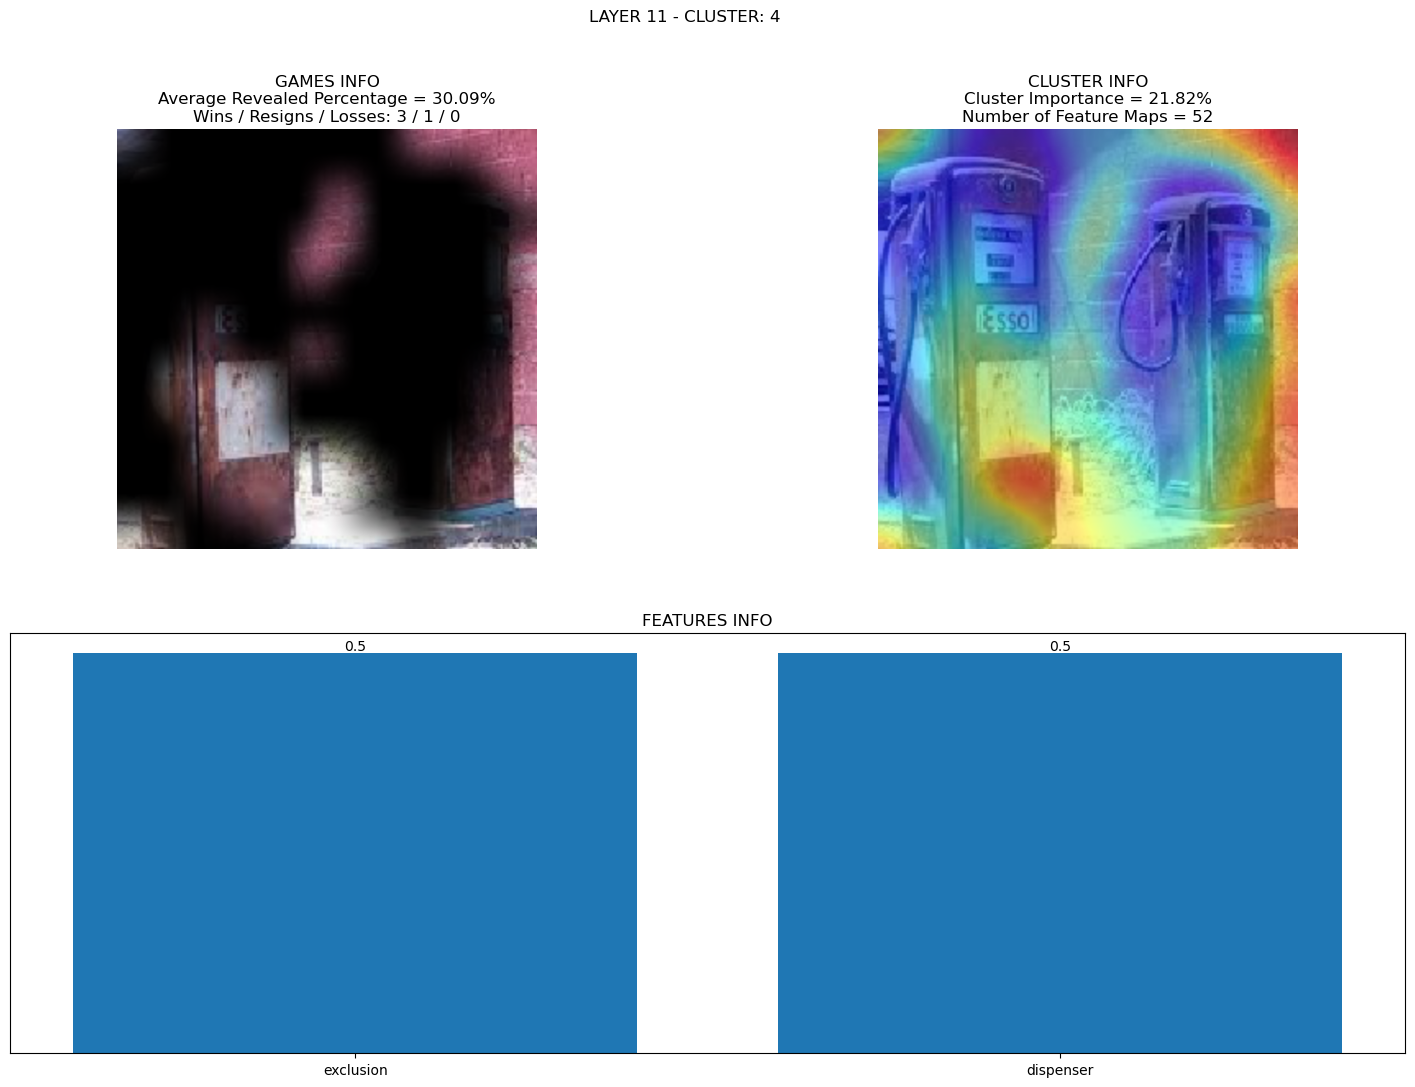 LAYER 11 - CLUSTER: 4
GAMES INFO
Average Revealed Percentage = 30.09%
Wins / Resigns / Losses: 3 / 1 / 0
CLUSTER INFO
Cluster Importance = 21.82%
Number of Feature Maps = 52
ESSO
FEATURES INFO
0.5
0.5
exclusion
dispenser